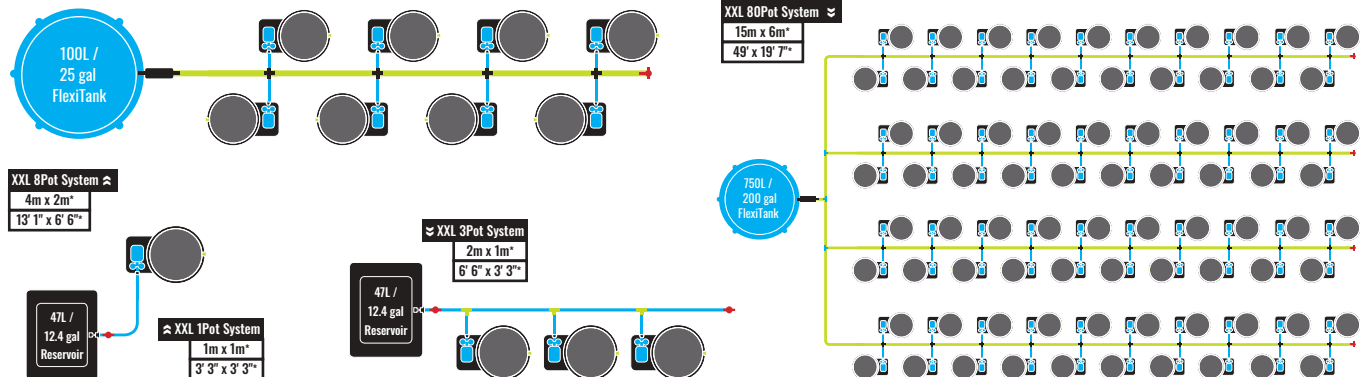 100L /
25 gal
FlexiTank
XXL 8Pot System
4m x 2m*
13' 1" x 6' 6"*
47L /
12.4 gal
Reservoir
XXL 1Pot System
1m x 1m*
3' 3" x 3' 3"*
XXL 3Pot System
2m x 1m*
6' 6" x 3' 3"*
47L /
12.4 gal
Reservoir
XXL 80Pot System
15m x 6m*
49' x 19' 7"*
750L /
200 gal
FlexiTank